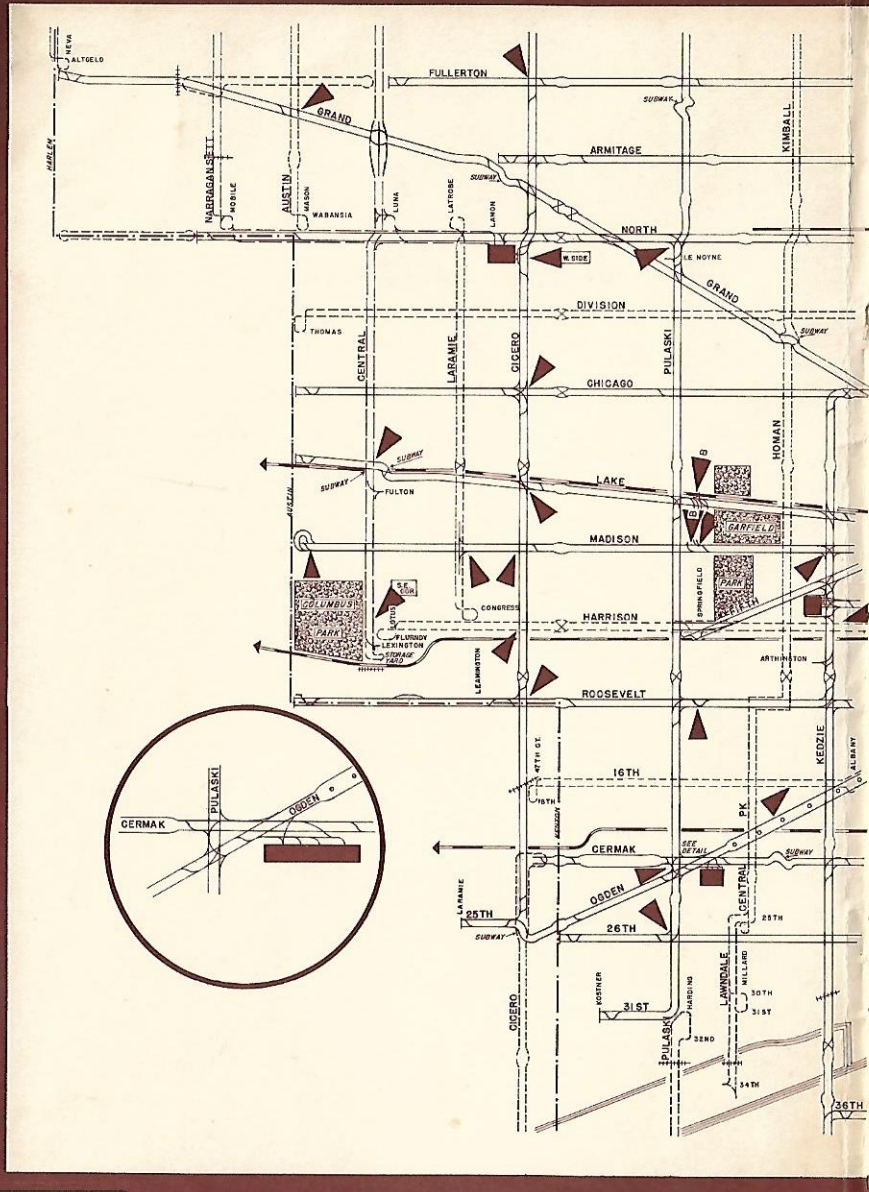 NEVA
ALTGELD
FULLERTON
SUBWAY
GRAND
KIMBALL
HARLEM
ARMITAGE
NARRAGANSETT
MOBILE
AUSTIN
MASON
WABANSIA
LUNA
LATROBE
LAMON
SUBWAY
NORTH
W. SIDE
LE MOYNE
GRAND
DIVISION
THOMAS
CENTRAL
LARAMIE
CICERO
PULASKI
SUBWAY
CHICAGO
HOMAN
SUBWAY
SUBWAY
FULTON
AUSTIN
LAKE
B
B
GARFIELD
MADISON
COLUMBUS
PARK
S.E.
COR.
LOTUS
FLURNOY
LEXINGTON
STORAGE
YARD
CONGRESS
SPRINGFIELD
PARK
FIFTH
HARRISON
LEAMINGTON
ARTHINGTON
ROOSEVELT
KEDZIE
ALBANY
47TH CT.
16TH
KENTON
PULASKI
OGDEN
CERMAK
CERMAK
SEE
DETAIL
PK
CENTRAL
SUBWAY
OGDEN
LARAMIE
25TH
SUBWAY
26TH
25TH
CICERO
KOSTNER
31ST
PULASKI
HARDING
32ND
LAWNDALE
MILLARD
30TH
31ST
34TH
36TH